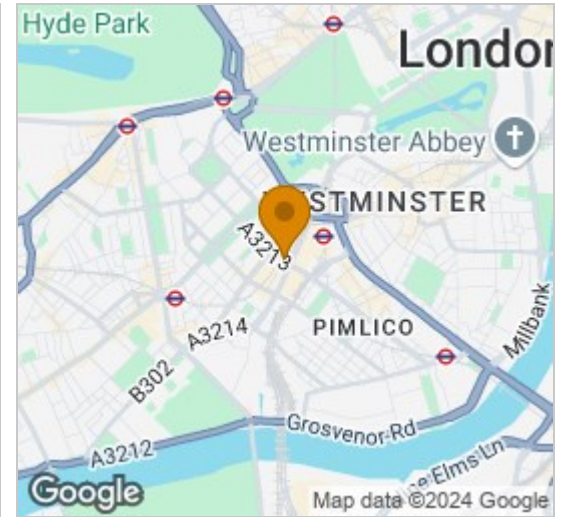 Hyde Park
London
Westminster Abbey
STMINSTER
A3213
PIMLICO
A3214
Millbank
B302
Grosvenor Rd
A3212
e Elms Ln
Google
Map data ©2024 Google